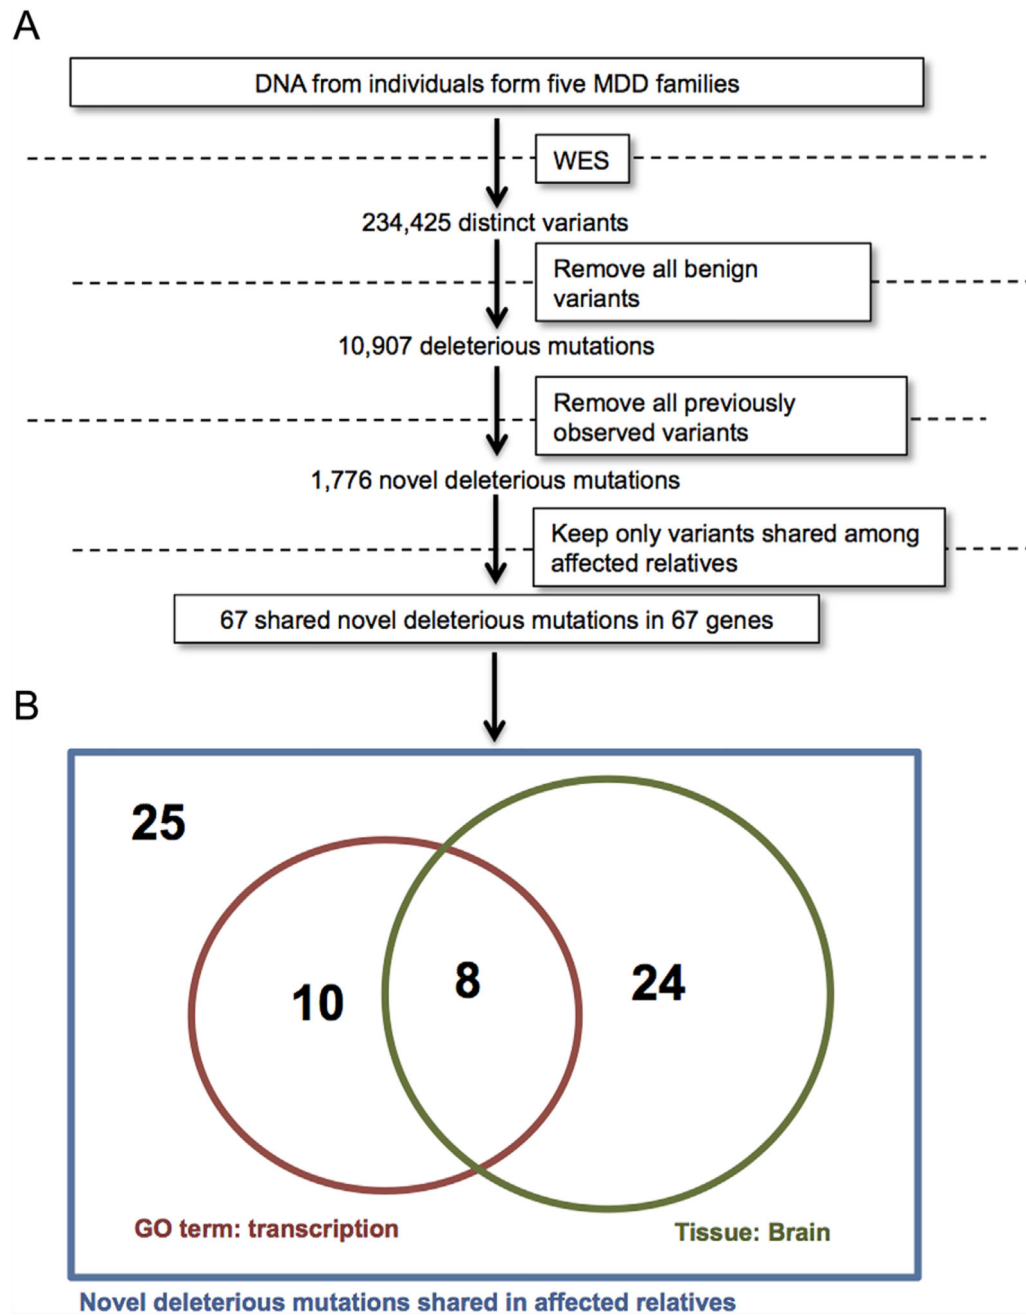 A
DNA from individuals form five MDD families
WES
234,425 distinct variants
Remove all benign
variants
10,907 deleterious mutations
Remove all previously
observed variants
1,776 novel deleterious mutations
Keep only variants shared among
affected relatives
67 shared novel deleterious mutations in 67 genes
B
25
10
8
24
GO term: transcription
Tissue: Brain
Novel deleterious mutations shared in affected relatives